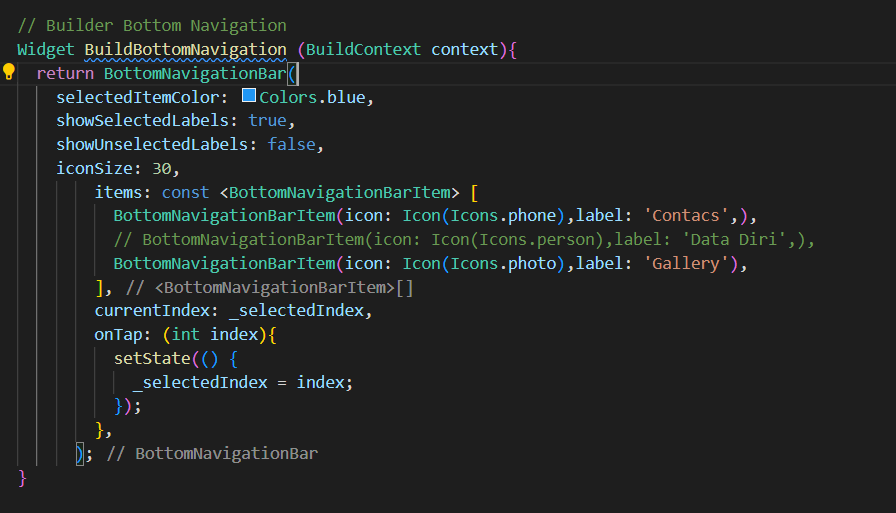 // Builder Bottom Navigation
Widget BuildBottomNavigation (BuildContext context){
  return BottomNavigationBar(
    selectedItemColor: Colors.blue,
    showSelectedLabels: true,
    showUnselectedLabels: false,
    iconSize: 30,
        items: const <BottomNavigationBarItem> [
          BottomNavigationBarItem(icon: Icon(Icons.phone),label: 'Contacs',),
          // BottomNavigationBarItem(icon: Icon(Icons.person),label: 'Data Diri',),
          BottomNavigationBarItem(icon: Icon(Icons.photo),label: 'Gallery'),
        ], // <BottomNavigationBarItem>[]
        currentIndex: _selectedIndex,
        onTap: (int index){
          setState(() {
            _selectedIndex = index;
          });
        },
      ); // BottomNavigationBar
}